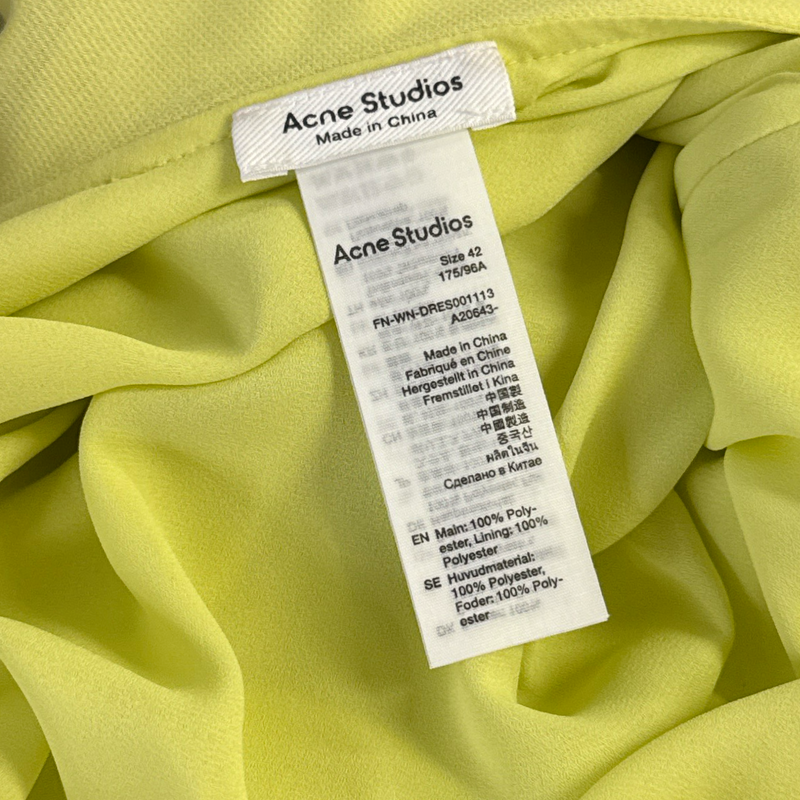 Acne Studios
Made in China
Acne Studios
Size 42
175/96A
FN-WN-DRES001113
A20643-
Made in China
Fabriqué en Chine
Hergestellt in China
Fremstillet i Kina
中国製
中国制造
中國製造
중국산
ผลิตในจีน
Сделано в Китае
EN Main: 100% Poly-
ester, Lining: 100%
Polyester
SE Huvudmaterial:
100% Polyester,
Foder: 100% Poly-
ester